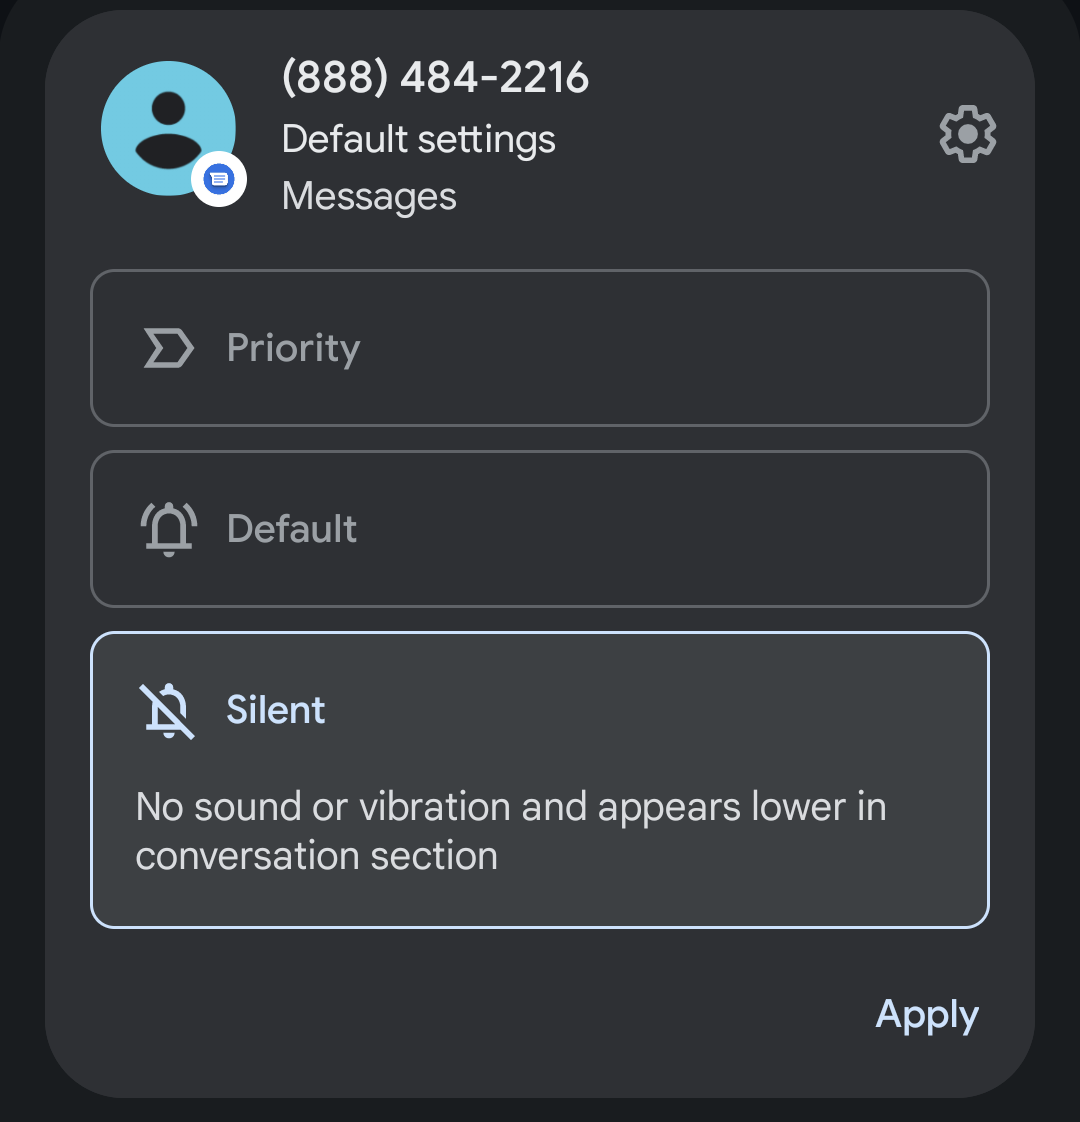 (888) 484-2216
Default settings
Messages
Priority
Default
Silent
No sound or vibration and appears lower in
conversation section
Apply